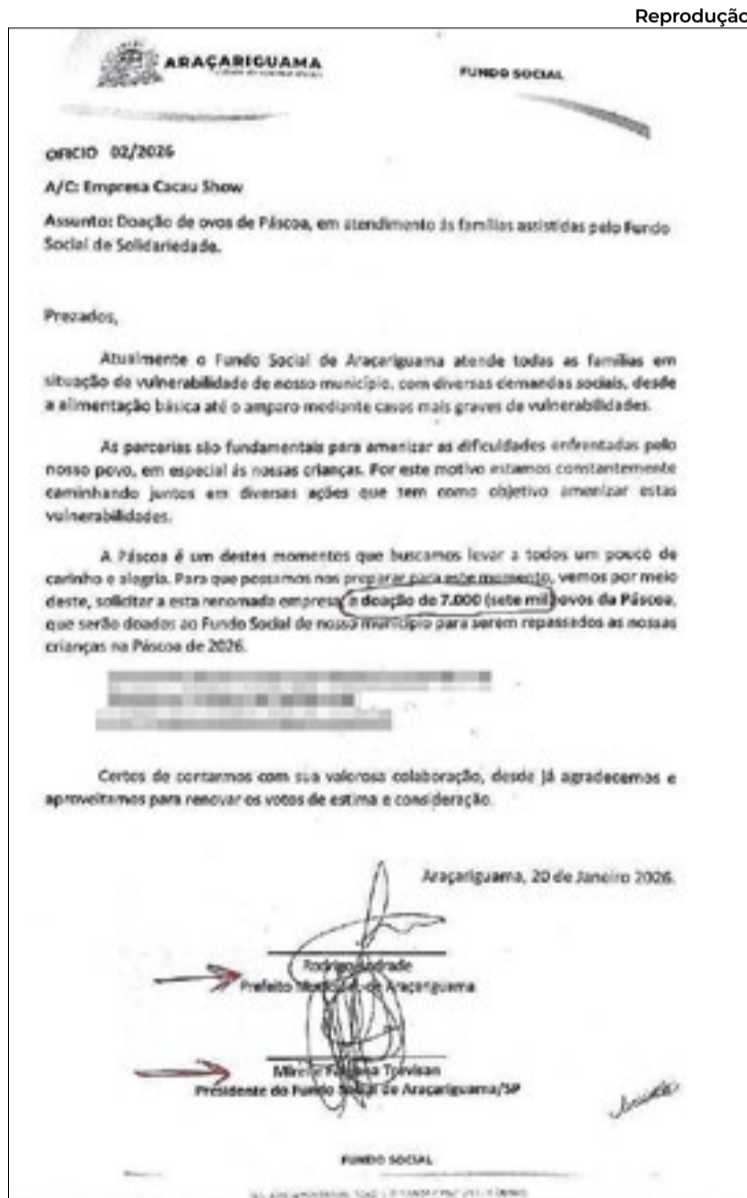 Reprodução
ARAÇARIGUAMA
FUNDO SOCIAL
OFICIO 02/2026
A/C: Empresa Cacau Show
Assunto: Doação de ovos de Páscoa, em atendimento ás famílias assistidas pelo Fundo
Social de Solidariedade.
Prezados,
Atualmente o Fundo Social de Araçariguama atende todas as famílias em
situação de vulnerabilidade de nosso município, com diversas demandas sociais, desde
a alimentação básica até o amparo mediante casos mais graves de vulnerabilidades.
As parcerias são fundamentais para amenizar as dificuldades enfrentadas pelo
nosso povo, em especial ás nossas crianças. Por este motivo estamos constantemente
caminhando juntos em diversas ações que tem como objetivo amenizar estas
vulnerabilidades.
A Páscoa é um destes momentos que buscamos levar a todos um pouco de
carinho e alegria. Para que possamos nos preparar para este momento, vemos por meio
deste, solicitar a esta renomada empresa, a doação de 7.000 (sete mil) ovos da Páscoa,
que serão doados ao Fundo Social de nosso município para serem repassados as nossas
crianças na Páscoa de 2026.
Certos de contarmos com sua valorosa colaboração, desde já agradecemos e
aproveitamos para renovar os votos de estima e consideração.
Araçariguama, 20 de Janeiro 2026.
Rodrigo Andrade
Prefeito Municipal de Araçariguama
Trevisan
Presidente do Fundo Social de Aracariguama/SP
FUNDO SOCIAL